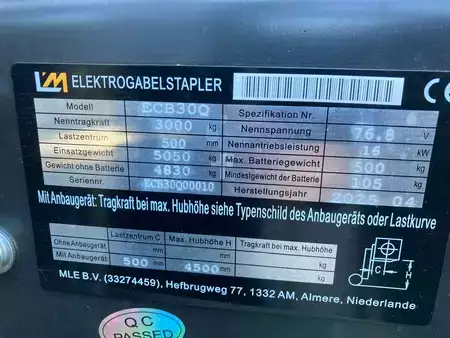 LM ELEKTROGABELSTAPLER
CE
Modell ECB30Q Spezifikation Nr.
Nenntragkraft 3000 kg Nennspannung 76.8 V
Lastzentrum 500 mm Nennantriebsleistung 16 kW
Einsatzgewicht 5050 kg Max. Batteriegewicht 500 kg
Gewicht ohne Batterie 4830 kg Mindestgewicht der Batterie 105 kg
Seriennr. ECB30Q00010 Herstellungsjahr 2025 04
Mit Anbaugerät: Tragkraft bei max. Hubhöhe siehe Typenschild des Anbaugeräts oder Lastkurve
Lastzentrum C Max. Hubhöhe H Tragkraft bei max. Hubhöhe
Ohne Anbaugerät mm mm kg
Mit Anbaugerät 500 mm 4500 mm kg
MLE B.V. (33274459), Hefbrugweg 77, 1332 AM, Almere, Niederlande
QC
PASSED